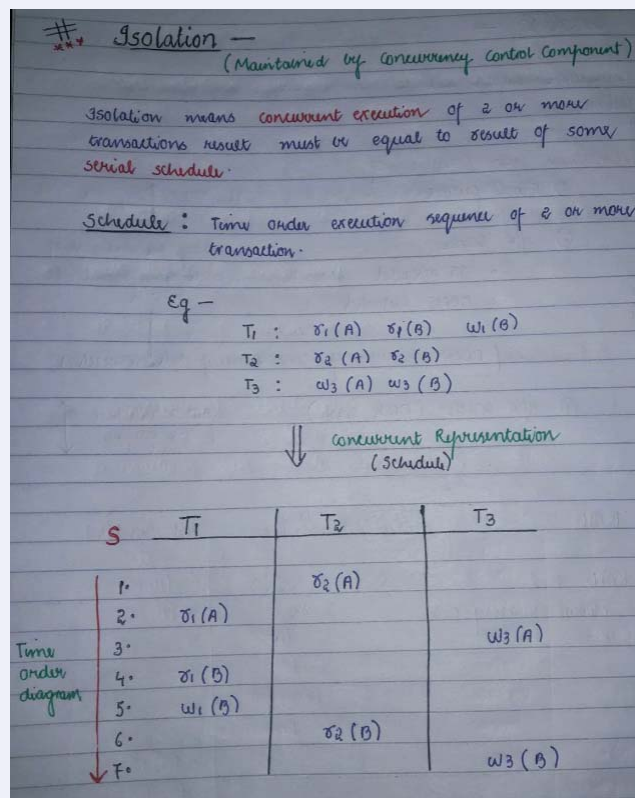 Isolation —
(Maintained by Concurrency Control Component)
Isolation means concurrent execution of 2 or more
transactions result must be equal to result of some
serial schedule.
Schedule : Time order execution sequence of 2 or more
transaction.
Eg —
T1 : r1(A) r1(B) w1(B)
T2 : r2(A) r2(B)
T3 : w3(A) w3(B)
Concurrent Representation
(Schedule)
S T1 T2 T3
1. r2(A)
2. r1(A)
3. w3(A)
Time order diagram
4. r1(B)
5. w1(B)
6. r2(B)
7. w3(B)